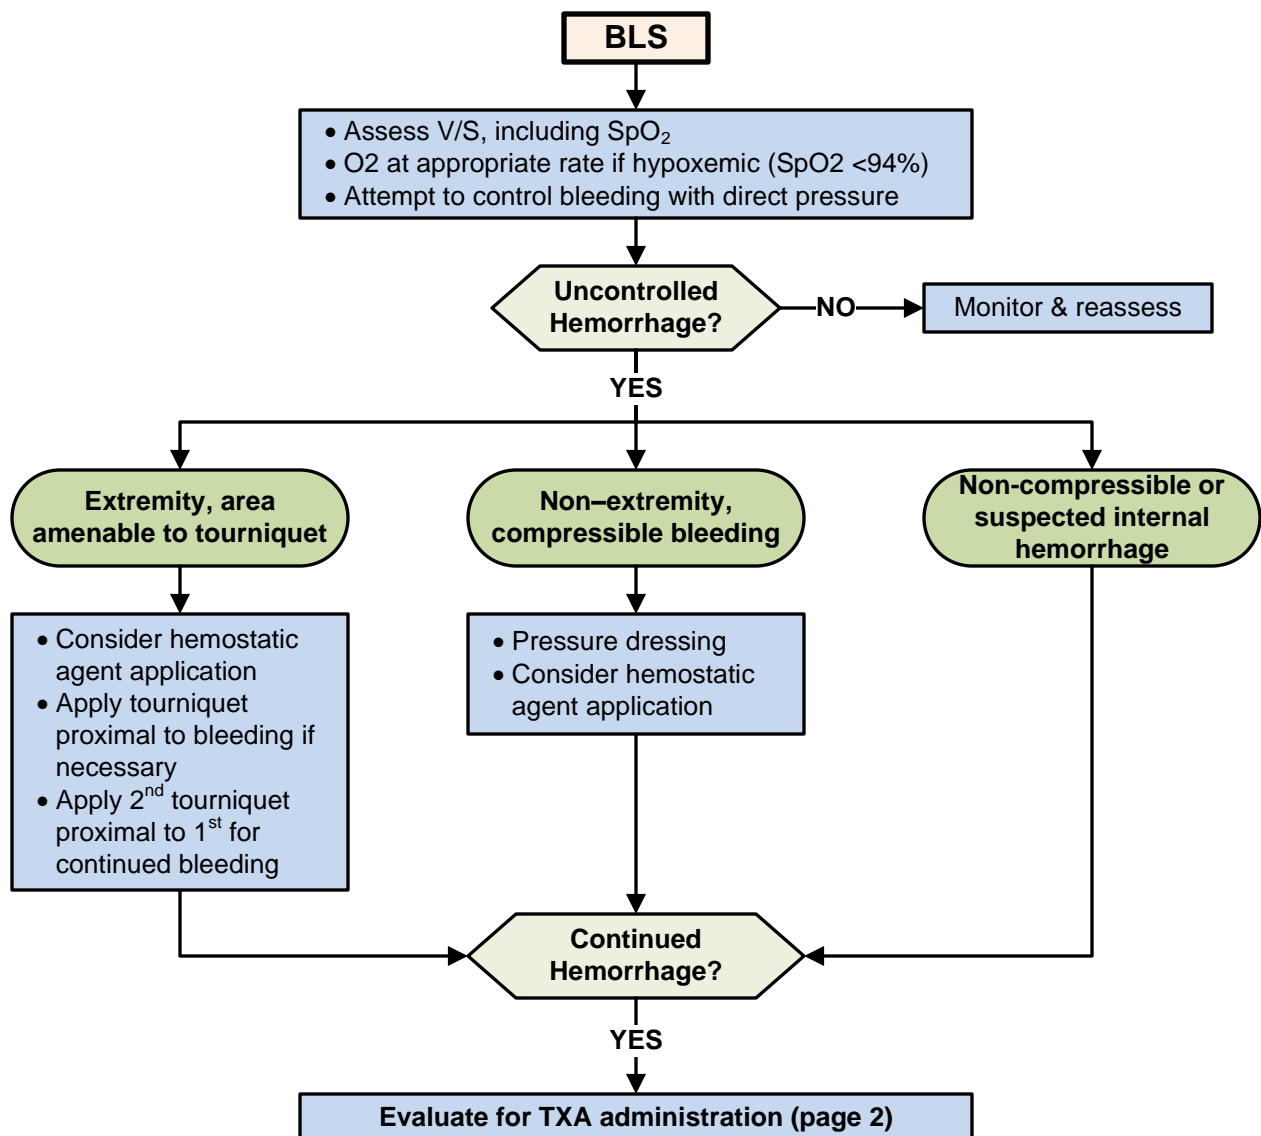 BLS
• Assess V/S, including SpO₂
• O2 at appropriate rate if hypoxemic (SpO2 <94%)
• Attempt to control bleeding with direct pressure
Uncontrolled
Hemorrhage?
NO
Monitor & reassess
YES
Extremity, area
amenable to tourniquet
Non–extremity,
compressible bleeding
Non-compressible or
suspected internal
hemorrhage
• Consider hemostatic
agent application
• Apply tourniquet
proximal to bleeding if
necessary
• Apply 2nd tourniquet
proximal to 1st for
continued bleeding
• Pressure dressing
• Consider hemostatic
agent application
Continued
Hemorrhage?
YES
Evaluate for TXA administration (page 2)